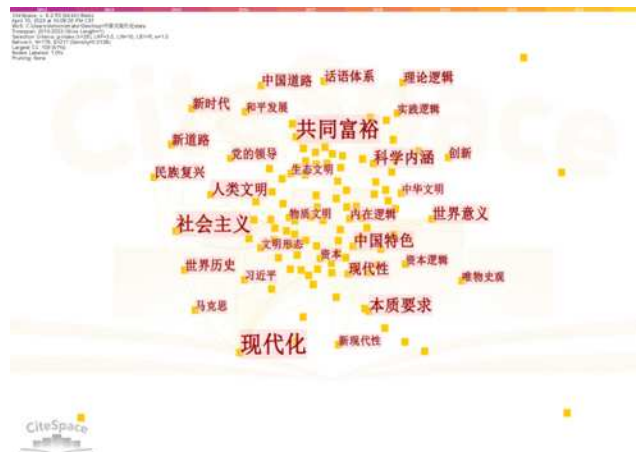 中国道路
话语体系
理论逻辑
新时代
和平发展
实践逻辑
共同富裕
新道路
党的领导
科学内涵
创新
生态文明
民族复兴
人类文明
中华文明
物质文明
内在逻辑
世界意义
社会主义
文明形态
资本
中国特色
世界历史
习近平
现代性
资本逻辑
唯物史观
马克思
本质要求
现代化
新现代性
CiteSpace